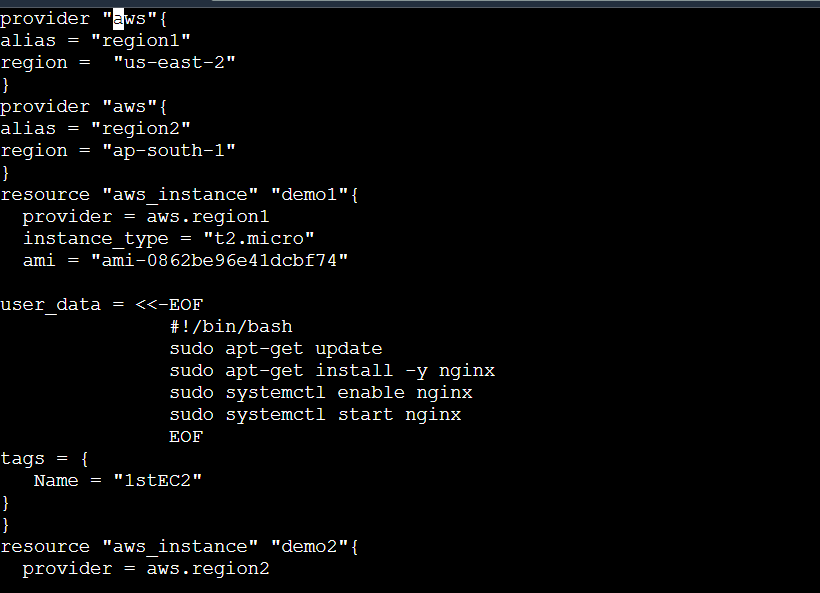 provider "aws"{
alias = "region1"
region =  "us-east-2"
}
provider "aws"{
alias = "region2"
region = "ap-south-1"
}
resource "aws_instance" "demo1"{
  provider = aws.region1
  instance_type = "t2.micro"
  ami = "ami-0862be96e41dcbf74"

user_data = <<-EOF
               #!/bin/bash
               sudo apt-get update
               sudo apt-get install -y nginx
               sudo systemctl enable nginx
               sudo systemctl start nginx
               EOF
tags = {
   Name = "1stEC2"
}
}
resource "aws_instance" "demo2"{
  provider = aws.region2